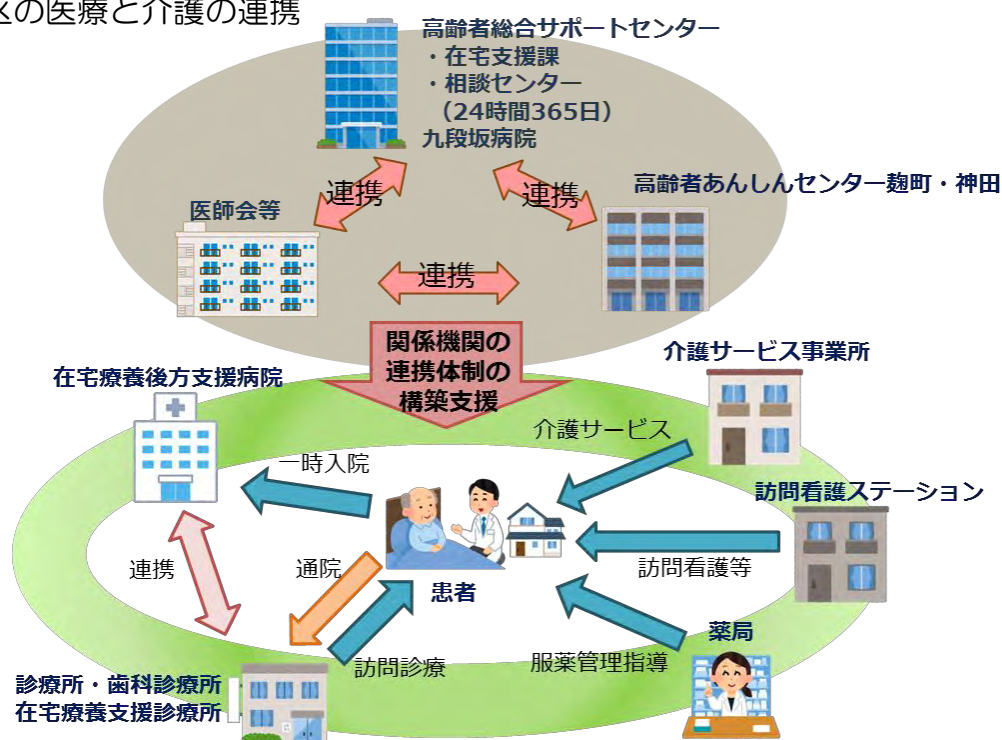 区の医療と介護の連携
高齢者総合サポートセンター
・在宅支援課
・相談センター
（24時間365日）
九段坂病院
連携
連携
高齢者あんしんセンター麹町・神田
医師会等
連携
関係機関の
連携体制の
構築支援
介護サービス事業所
在宅療養後方支援病院
介護サービス
一時入院
訪問看護ステーション
連携
通院
訪問看護等
患者
薬局
訪問診療
服薬管理指導
診療所・歯科診療所
在宅療養支援診療所